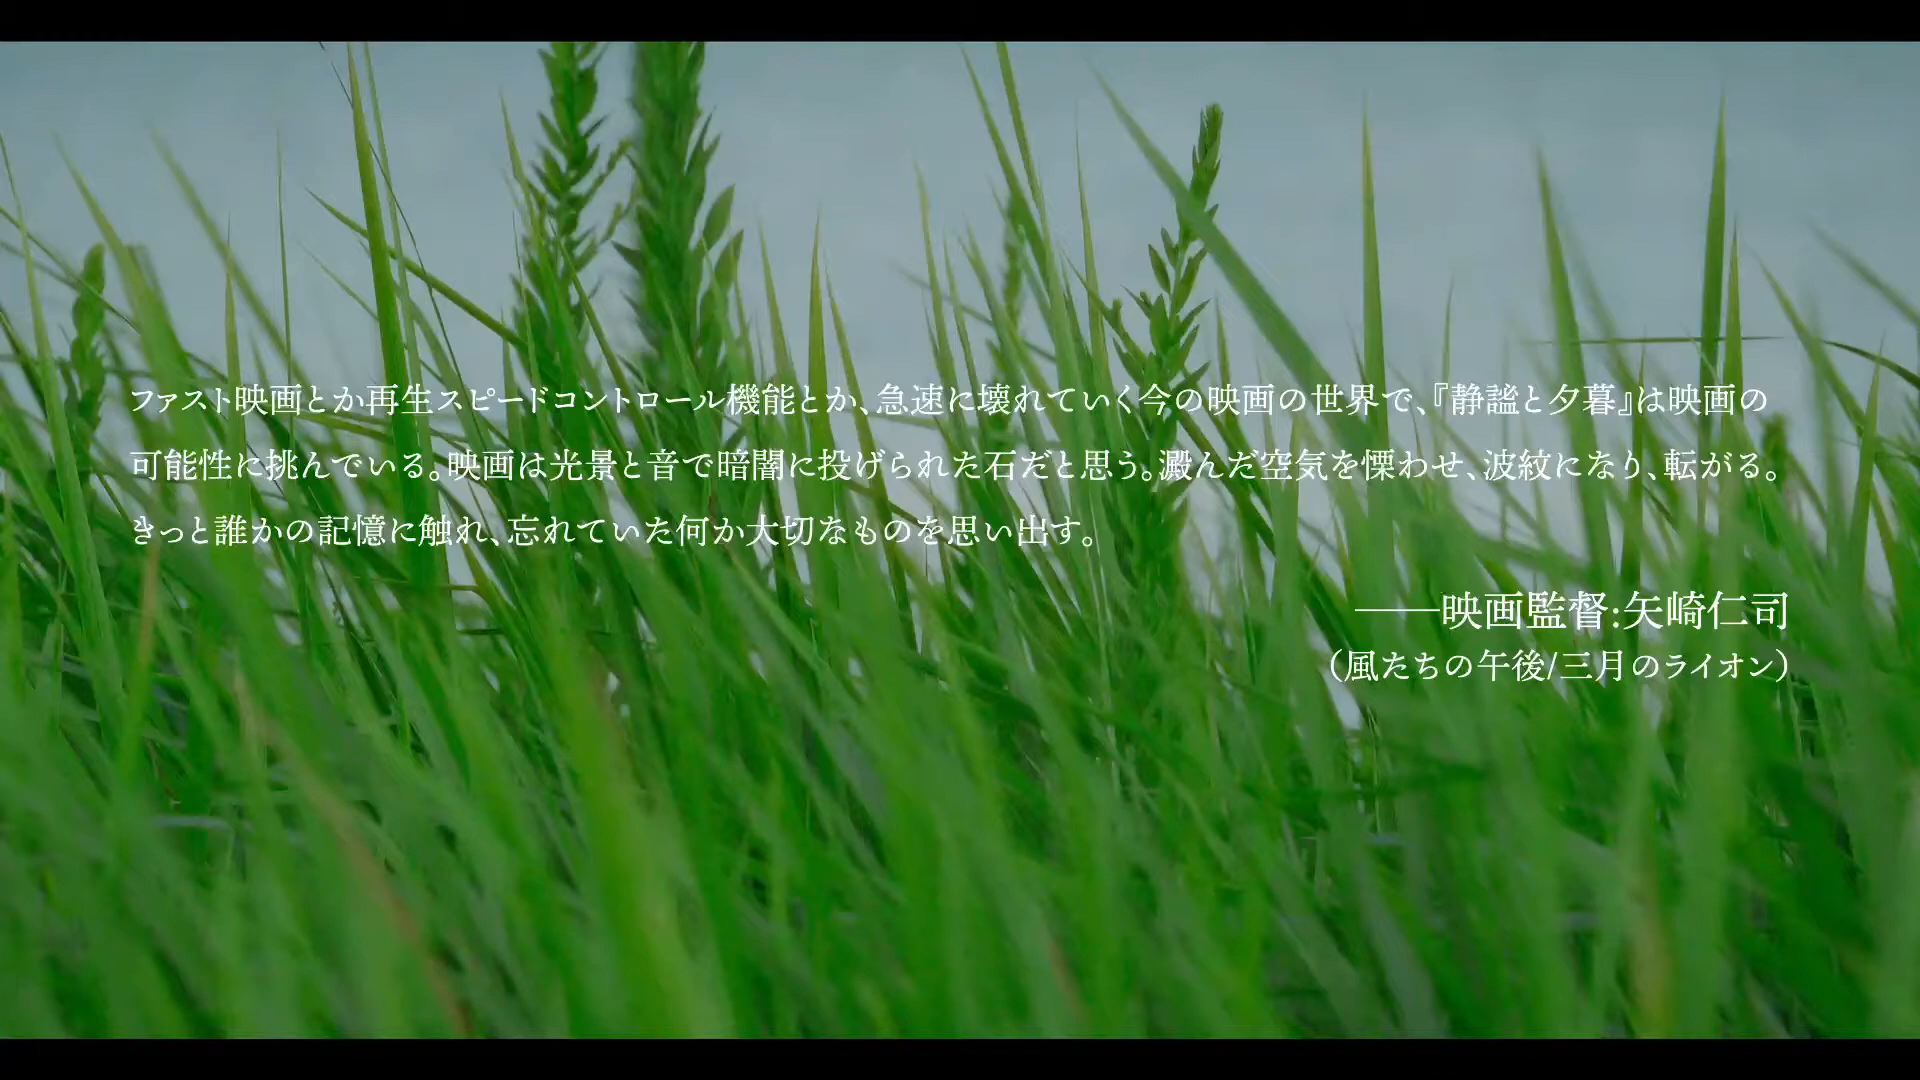 ファスト映画とか再生スピードコントロール機能とか、急速に壊れていく今の映画の世界で、『静謐と夕暮』は映画の
可能性に挑んでいる。映画は光景と音で暗闇に投げられた石だと思う。澱んだ空気を慄わせ、波紋になり、転がる。
きっと誰かの記憶に触れ、忘れていた何か大切なものを思い出す。
――映画監督:矢崎仁司
（風たちの午後/三月のライオン）